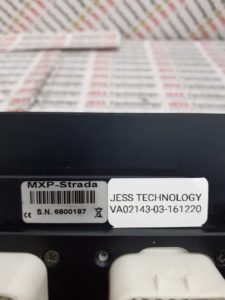 MXP-Strada
S.N. 6800187
JESS TECHNOLOGY
VA02143-03-161220